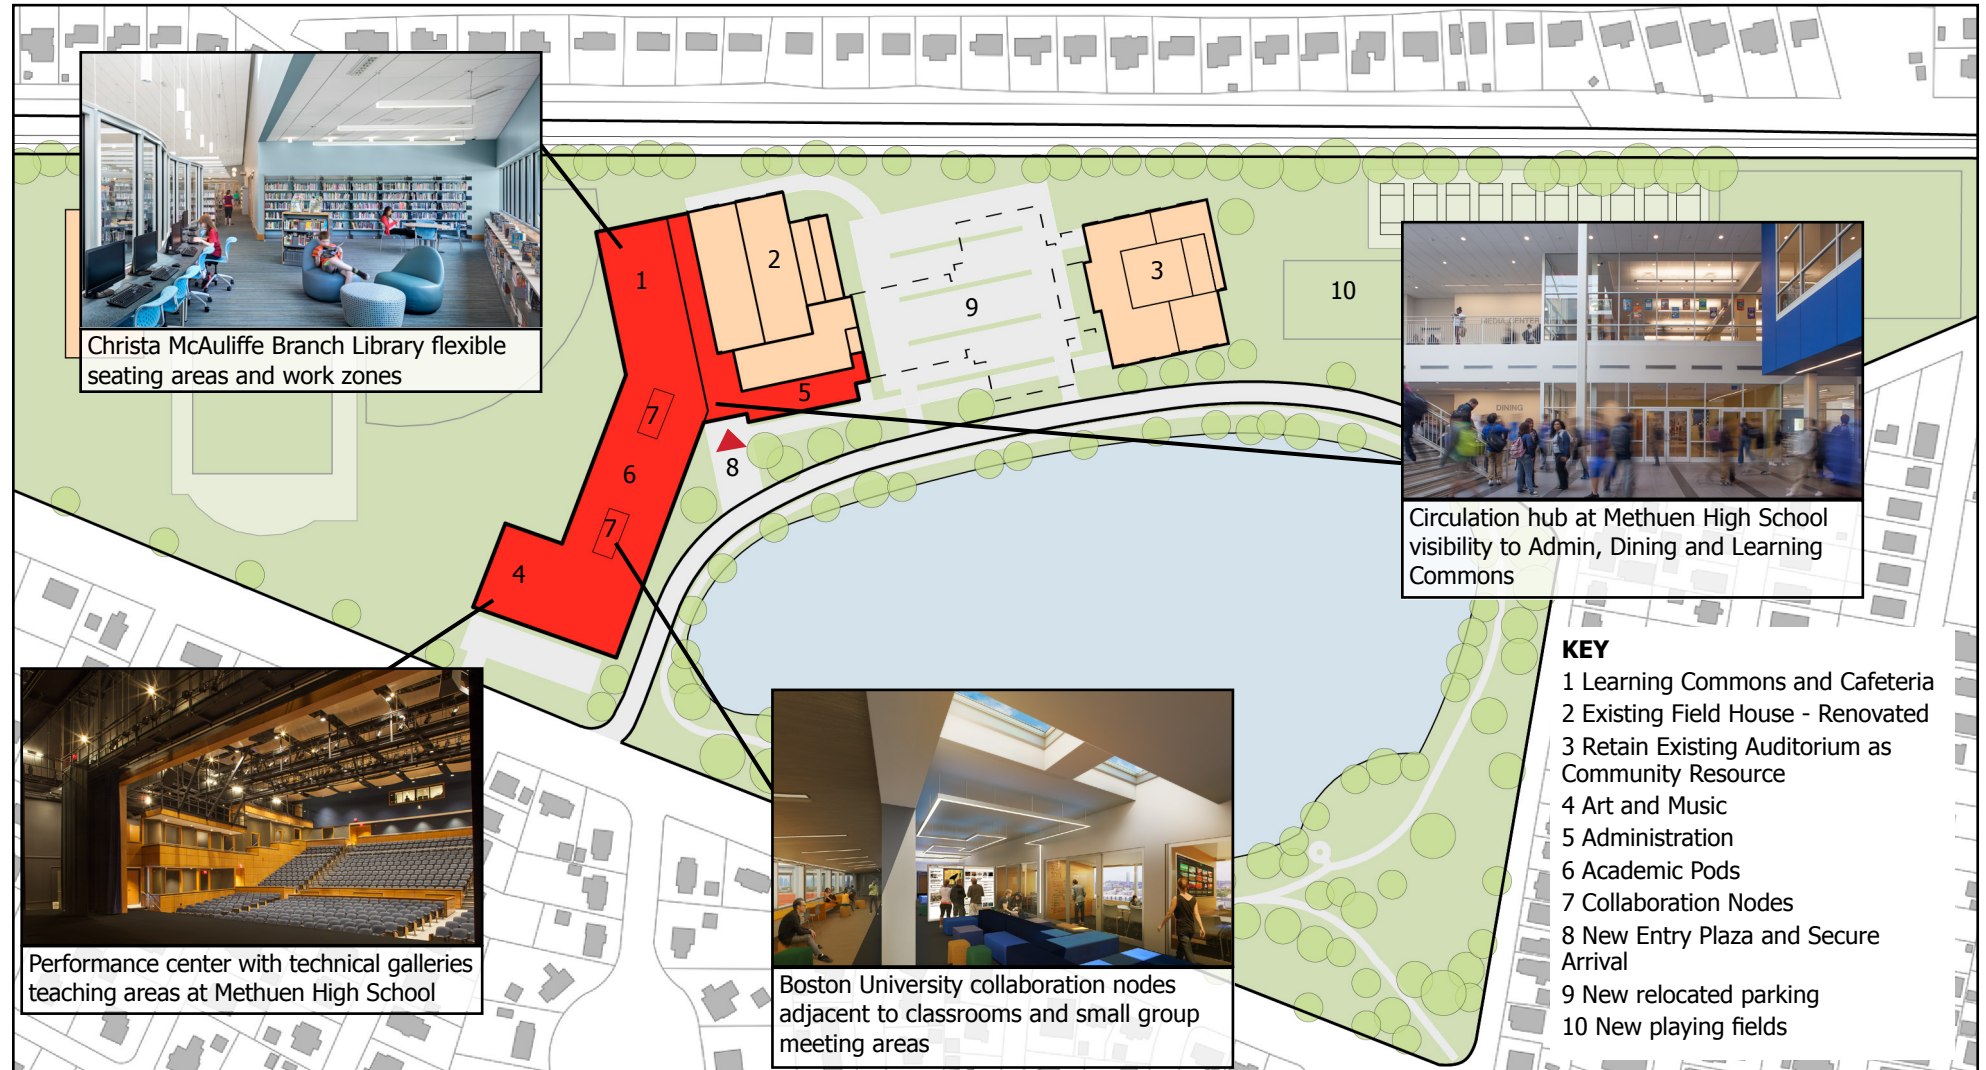 Christa McAuliffe Branch Library flexible
seating areas and work zones
1
2
3
9
10
5
7
6
8
7
4
MEDIA CENTER
DINING
Circulation hub at Methuen High School
visibility to Admin, Dining and Learning
Commons
Performance center with technical galleries
teaching areas at Methuen High School
Boston University collaboration nodes
adjacent to classrooms and small group
meeting areas
KEY
1 Learning Commons and Cafeteria
2 Existing Field House - Renovated
3 Retain Existing Auditorium as
Community Resource
4 Art and Music
5 Administration
6 Academic Pods
7 Collaboration Nodes
8 New Entry Plaza and Secure
Arrival
9 New relocated parking
10 New playing fields